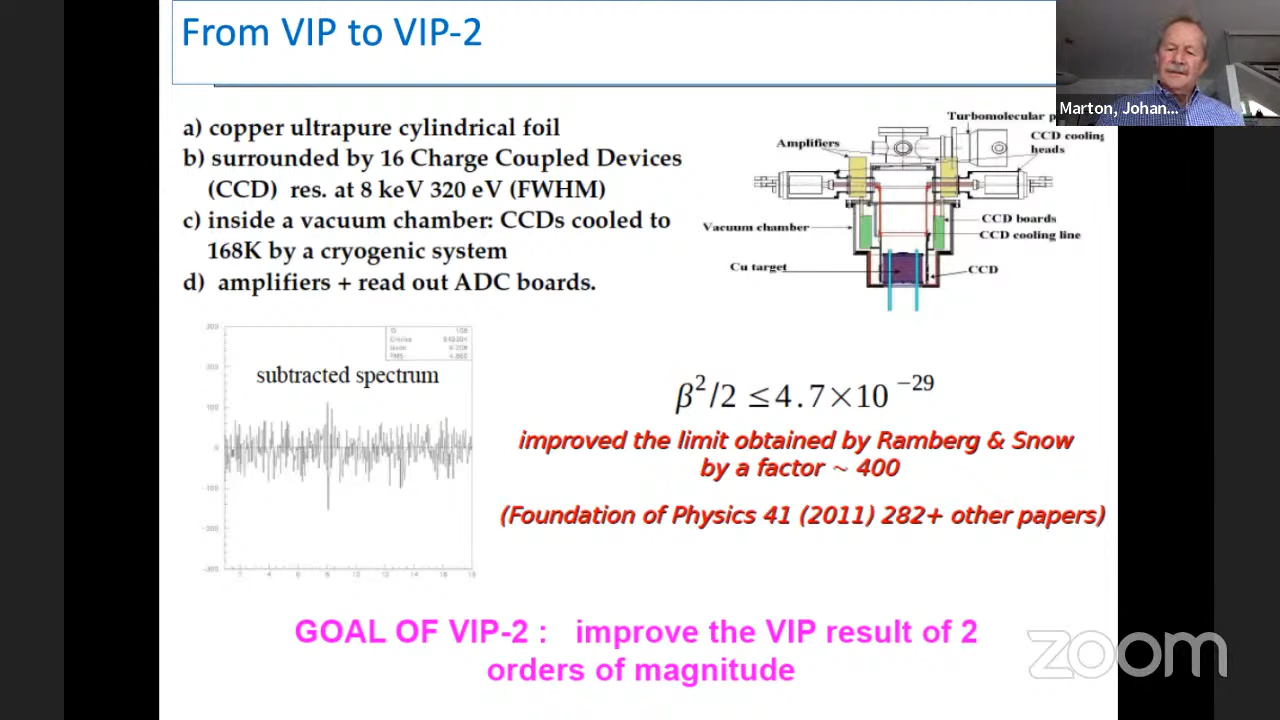 From VIP to VIP-2
Marton, Johan...
a) copper ultrapure cylindrical foil
b) surrounded by 16 Charge Coupled Devices
(CCD) res. at 8 keV 320 eV (FWHM)
c) inside a vacuum chamber: CCDs cooled to
168K by a cryogenic system
d) amplifiers + read out ADC boards.
Turbomolecular p
Amplifiers
CCD cooling
heads
CCD boards
Vacuum chamber
CCD cooling line
Cu target
CCD
subtracted spectrum
β²/2 ≤ 4.7×10⁻²⁹
improved the limit obtained by Ramberg & Snow
by a factor ~ 400
(Foundation of Physics 41 (2011) 282+ other papers)
GOAL OF VIP-2 : improve the VIP result of 2
orders of magnitude
zoom